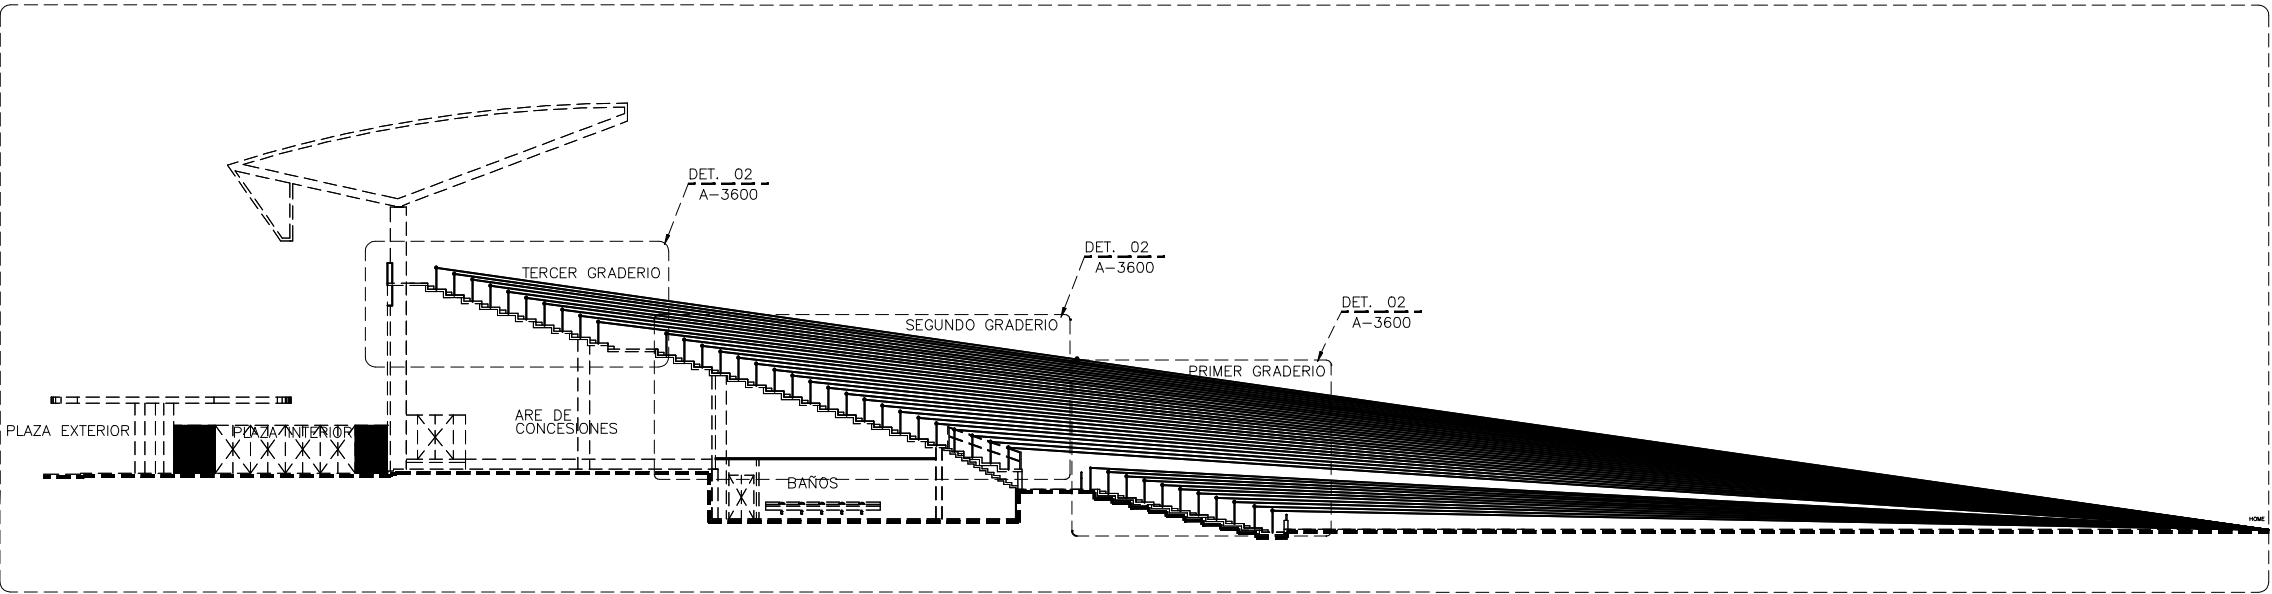 DET. 02
A-3600
DET. 02
A-3600
TERCER GRADERIO
DET. 02
A-3600
SEGUNDO GRADERIO
PRIMER GRADERIO
ARE DE
CONCESIONES
PLAZA EXTERIOR
PLAZA INTERIOR
BAÑOS
HOME